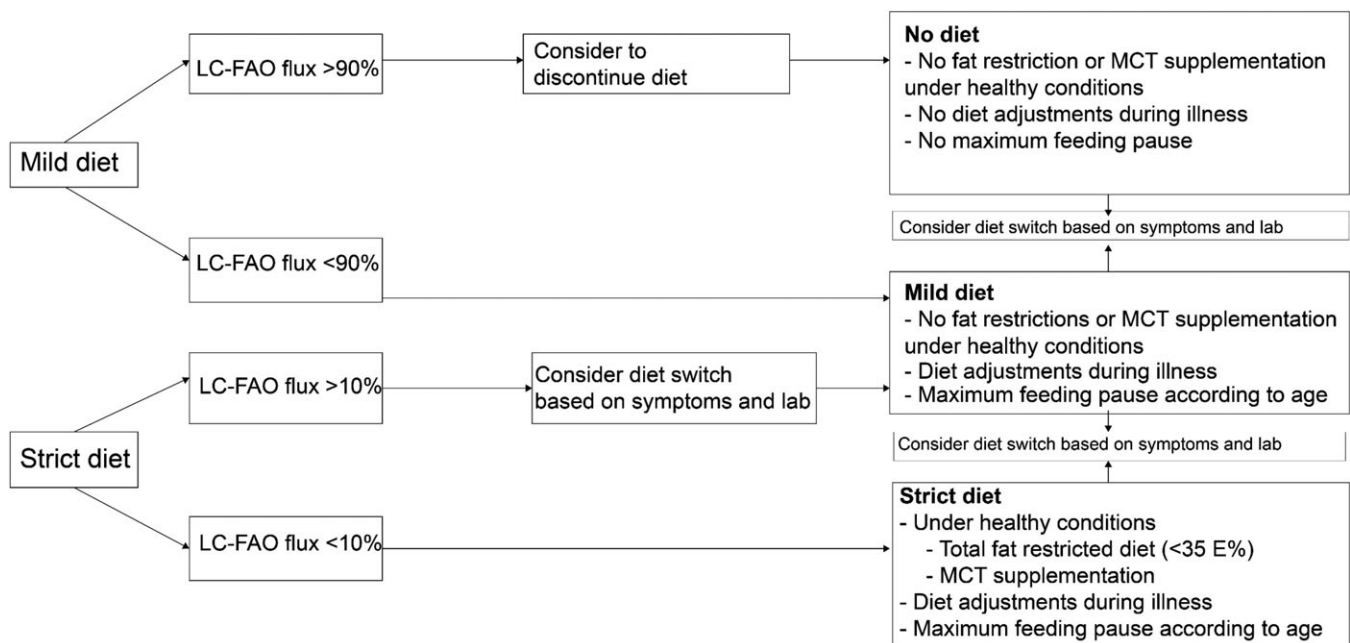 Mild diet
LC-FAO flux >90%
Consider to
discontinue diet
No diet
- No fat restriction or MCT supplementation
under healthy conditions
- No diet adjustments during illness
- No maximum feeding pause
Consider diet switch based on symptoms and lab
LC-FAO flux <90%
Mild diet
- No fat restrictions or MCT supplementation
under healthy conditions
- Diet adjustments during illness
- Maximum feeding pause according to age
Strict diet
LC-FAO flux >10%
Consider diet switch
based on symptoms and lab
Consider diet switch based on symptoms and lab
LC-FAO flux <10%
Strict diet
- Under healthy conditions
- Total fat restricted diet (<35 E%)
- MCT supplementation
- Diet adjustments during illness
- Maximum feeding pause according to age